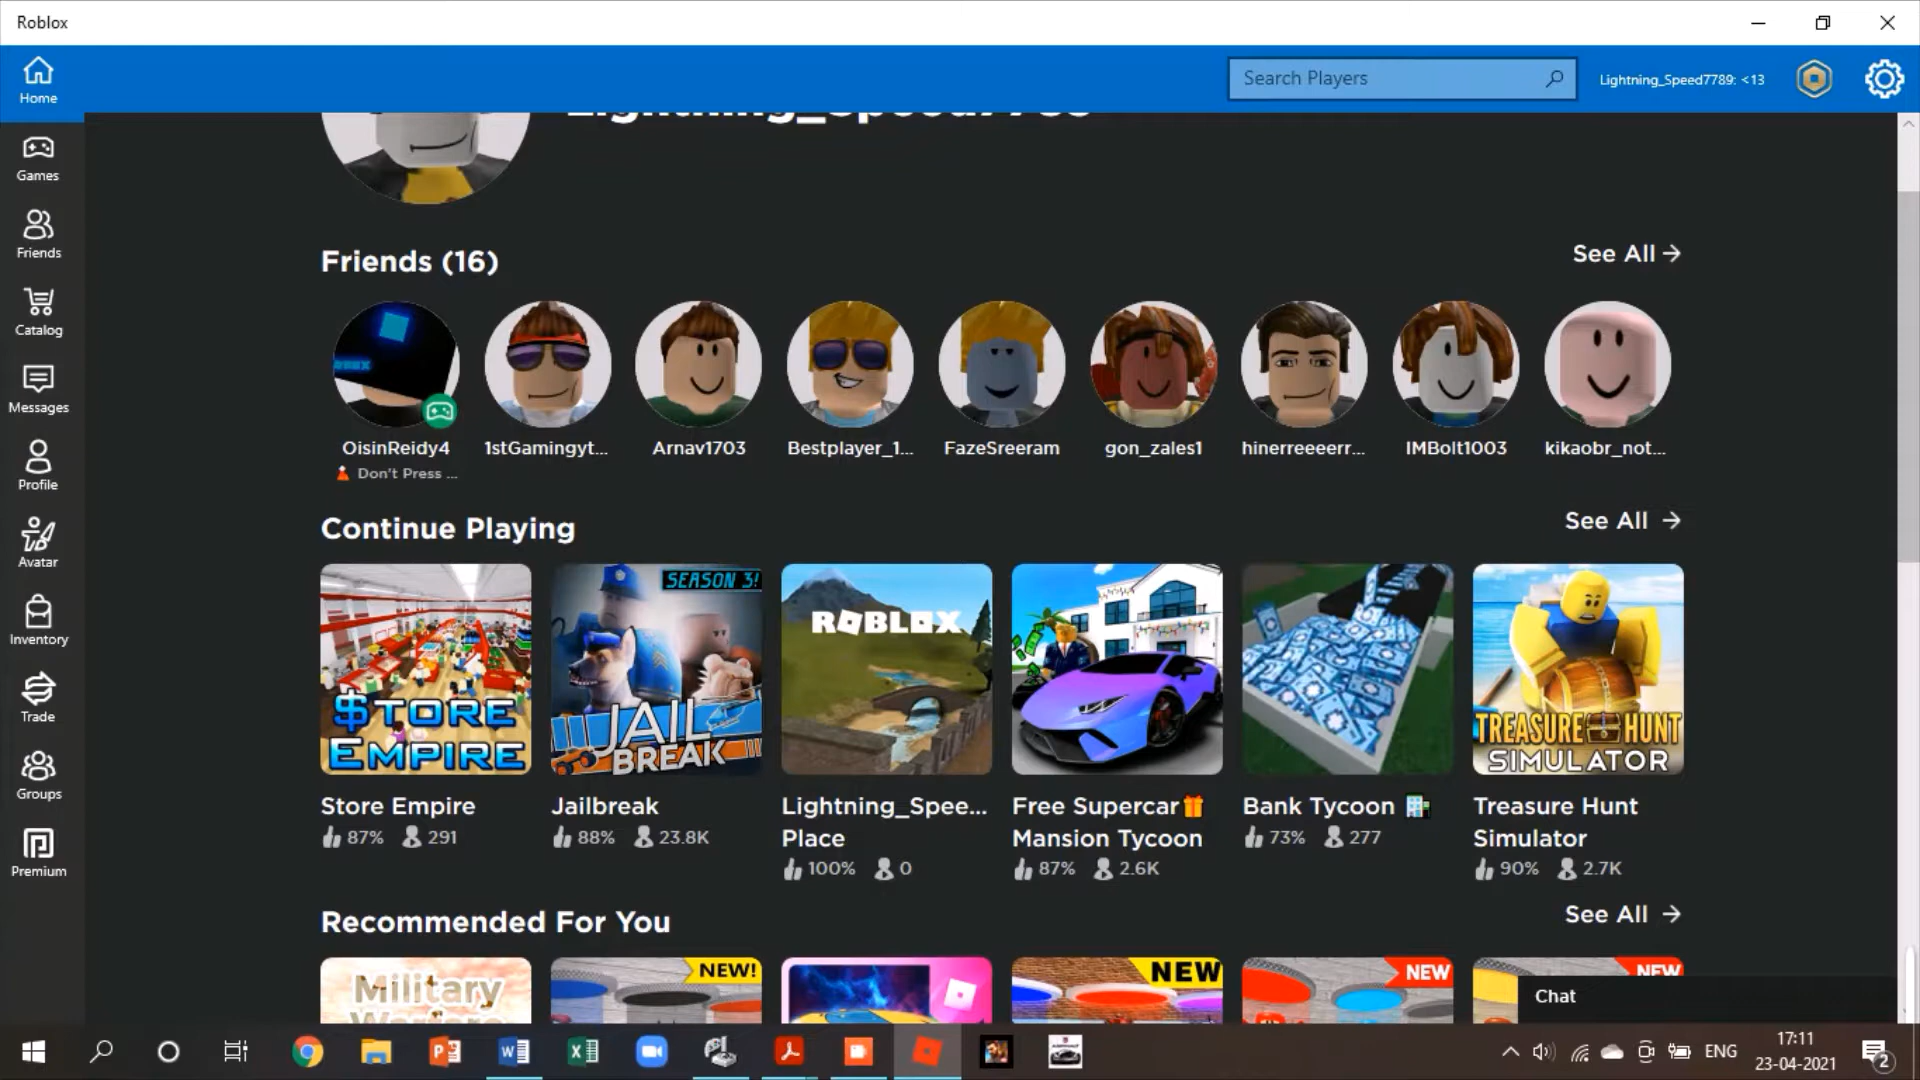 Roblox
Home
Search Players
Lightning_Speed7789: <13
Games
Friends
Catalog
Messages
Profile
Avatar
Inventory
Trade
Groups
Premium
Friends (16)
See All
OisinReidy4
1stGamingyt...
Arnav1703
Bestplayer_1...
FazeSreeram
gon_zales1
hinerreeeerr...
IMBolt1003
kikaobr_not...
Don't Press ...
Continue Playing
See All
$TORE
EMPIRE
SEASON 3!
JAIL
BREAK
ROBLOX
TREASURE HUNT
SIMULATOR
Store Empire
87% 291
Jailbreak
88% 23.8K
Lightning_Spee...
Place
100% 0
Free Supercar
Mansion Tycoon
87% 2.6K
Bank Tycoon
73% 277
Treasure Hunt
Simulator
90% 2.7K
Recommended For You
See All
Military
NEW!
NEW
NEW
NEW
Chat
ENG
17:11
23-04-2021
2